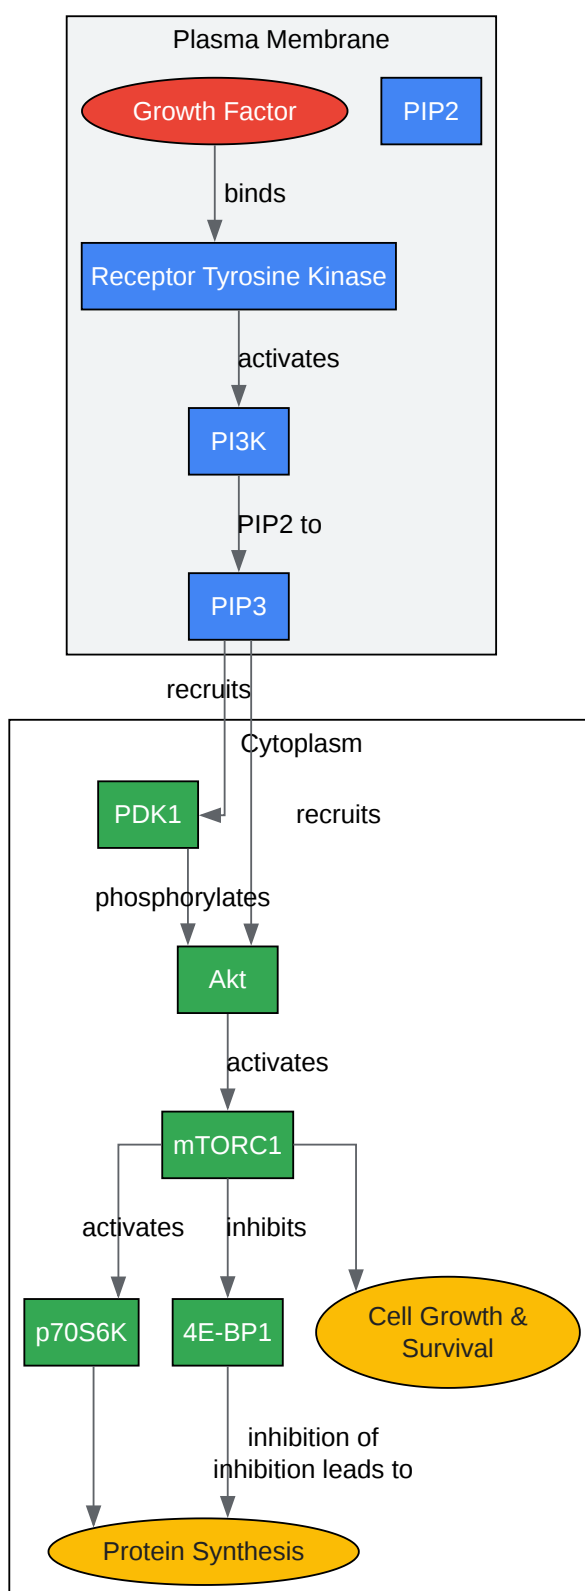 Plasma Membrane
Growth Factor
PIP2
binds
Receptor Tyrosine Kinase
activates
PI3K
PIP2 to
PIP3
recruits
Cytoplasm
PDK1
recruits
phosphorylates
Akt
activates
mTORC1
activates
inhibits
p70S6K
4E-BP1
Cell Growth &
Survival
inhibition of
inhibition leads to
Protein Synthesis